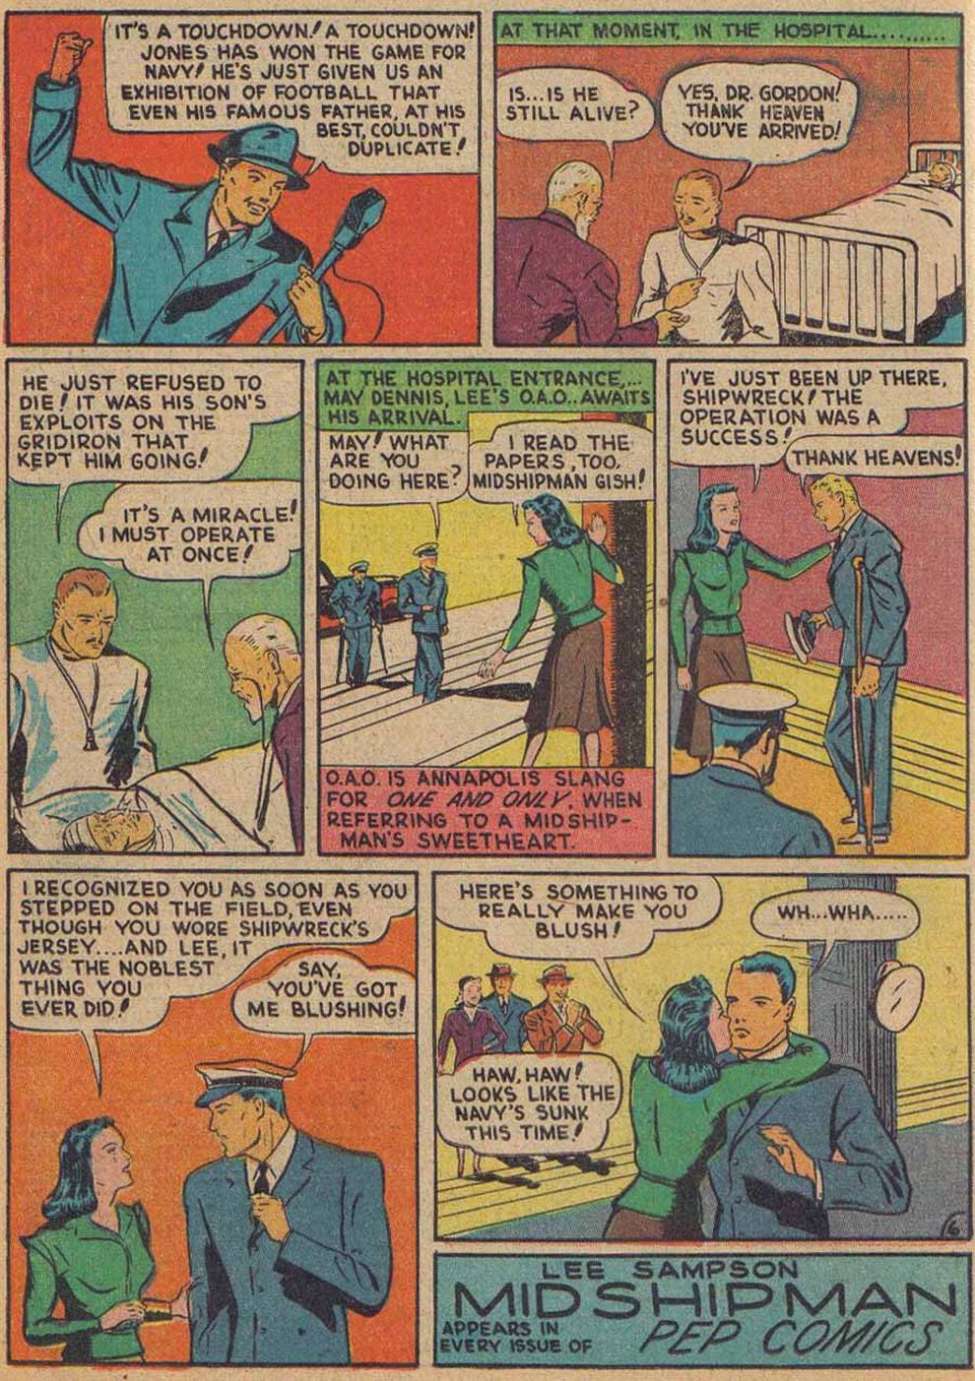 IT'S A TOUCHDOWN! A TOUCHDOWN!
JONES HAS WON THE GAME FOR
NAVY! HE'S JUST GIVEN US AN
EXHIBITION OF FOOTBALL THAT
EVEN HIS FAMOUS FATHER, AT HIS
BEST, COULDN'T
DUPLICATE!
AT THAT MOMENT, IN THE HOSPITAL..........
IS...IS HE
STILL ALIVE?
YES, DR. GORDON!
THANK HEAVEN
YOU'VE ARRIVED!
HE JUST REFUSED TO
DIE! IT WAS HIS SON'S
EXPLOITS ON THE
GRIDIRON THAT
KEPT HIM GOING!
IT'S A MIRACLE!
I MUST OPERATE
AT ONCE!
AT THE HOSPITAL ENTRANCE,...
MAY DENNIS, LEE'S O.A.O.. AWAITS
HIS ARRIVAL.
MAY! WHAT
ARE YOU
DOING HERE?
I READ THE
PAPERS, TOO,
MIDSHIPMAN GISH!
O.A.O. IS ANNAPOLIS SLANG
FOR ONE AND ONLY, WHEN
REFERRING TO A MIDSHIP-
MAN'S SWEETHEART.
I'VE JUST BEEN UP THERE,
SHIPWRECK! THE
OPERATION WAS A
SUCCESS!
THANK HEAVENS!
I RECOGNIZED YOU AS SOON AS YOU
STEPPED ON THE FIELD, EVEN
THOUGH YOU WORE SHIPWRECK'S
JERSEY....AND LEE, IT
WAS THE NOBLEST
THING YOU
EVER DID!
SAY,
YOU'VE GOT
ME BLUSHING!
HERE'S SOMETHING TO
REALLY MAKE YOU
BLUSH!
WH...WHA.....
HAW, HAW!
LOOKS LIKE THE
NAVY'S SUNK
THIS TIME!
6
LEE SAMPSON
MIDSHIPMAN
APPEARS IN
EVERY ISSUE OF
PEP COMICS